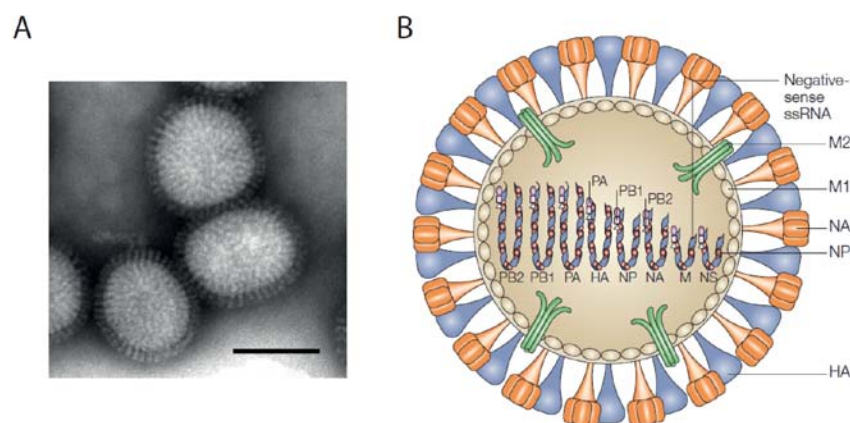 A
B
Negative-
sense
ssRNA
M2
M1
NA
NP
HA
PA
PB1
PB2
PB2 PB1 PA HA NP NA M NS